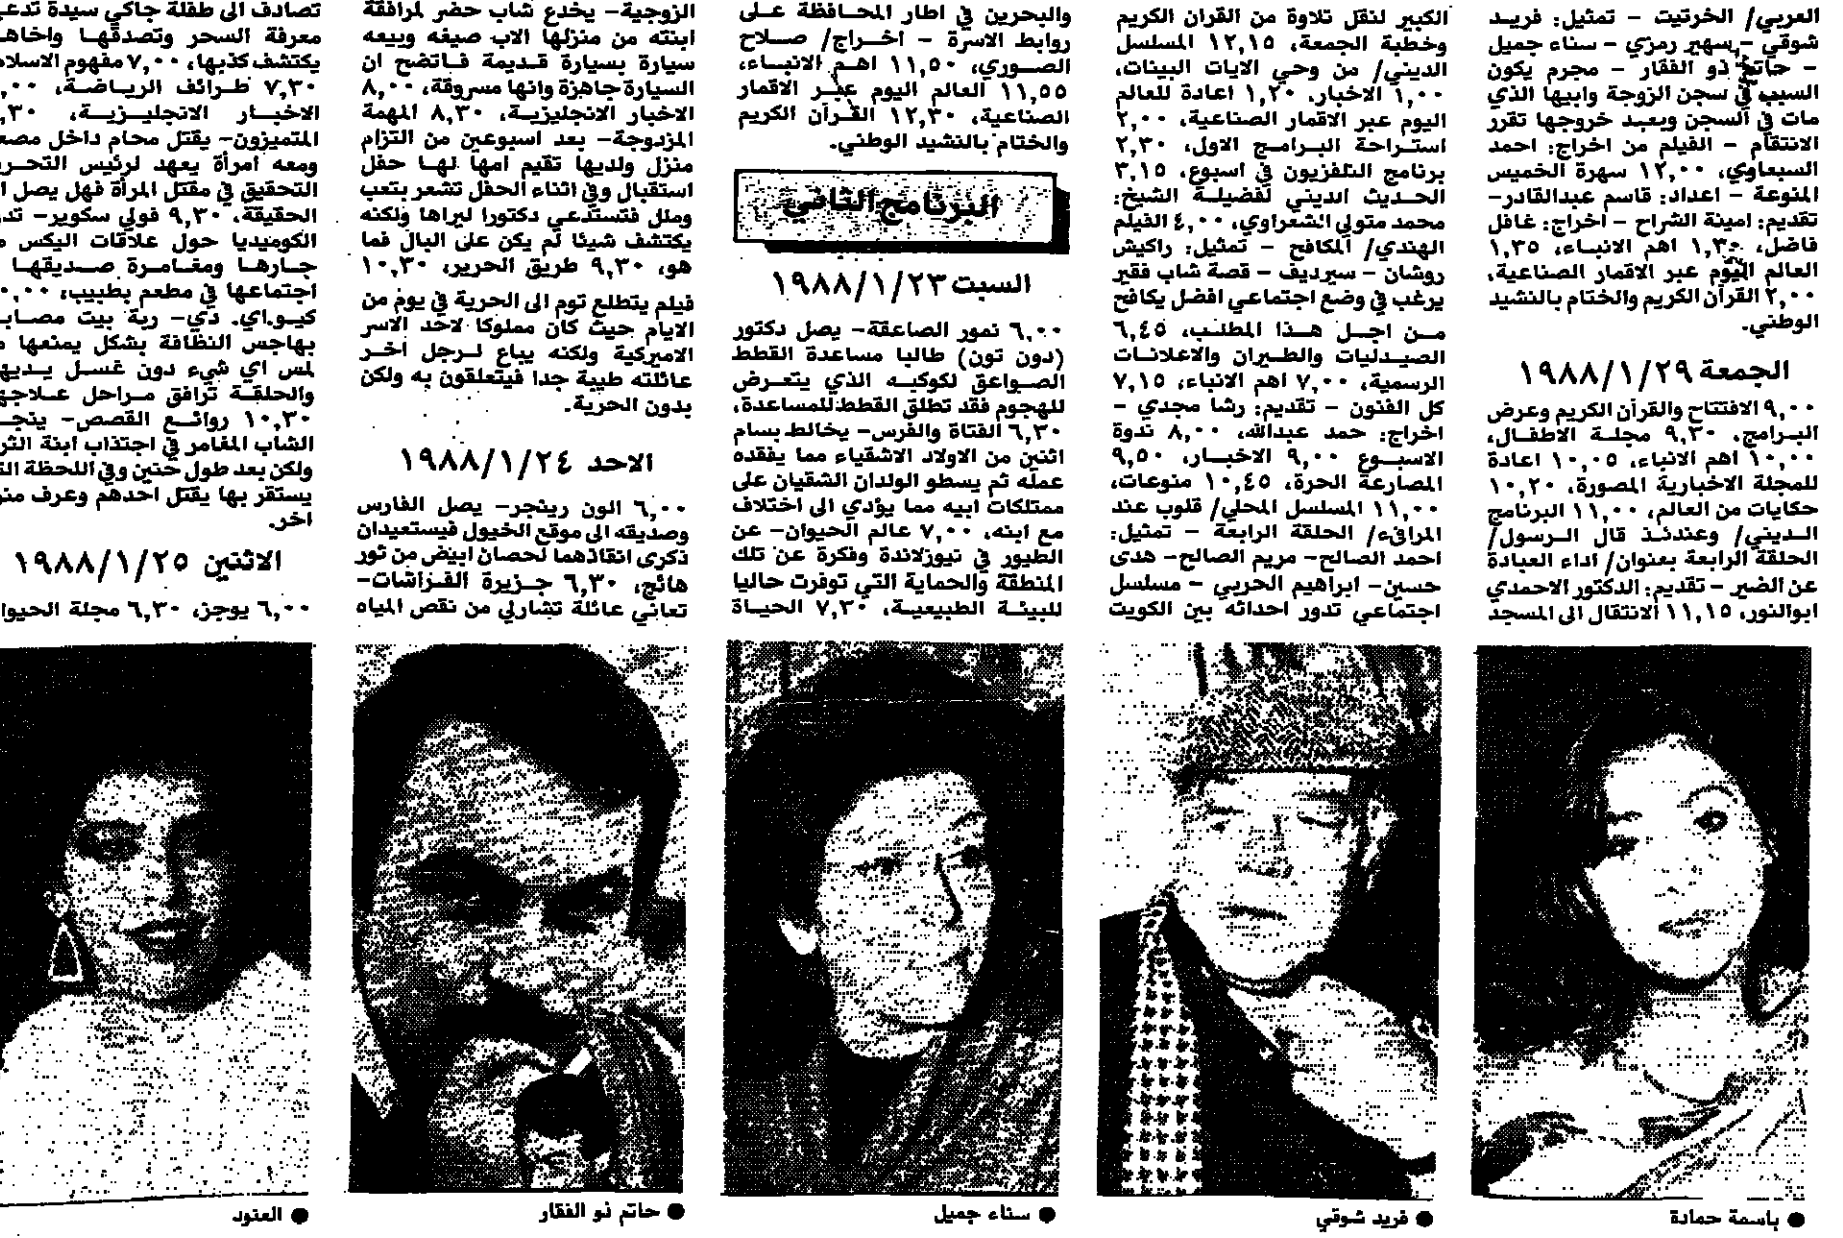 العربي/ الخرتيت – تمثيل: فريد
شوقي – سهير رمزي – سناء جميل
– حاتم ذو الفقار – مجرم يكون
السبب في سجن الزوجة وابيها الذي
مات في السجن وبعد خروجها تقرر
الانتقام – الفيلم من اخراج: احمد
السبعاوي، ١٢,٠٠ سهرة الخميس
المنوعة – اعداد: قاسم عبدالقادر–
تقديم: امينة الشراح – اخراج: غافل
فاضل، ١,٣٠ اهم الانباء، ١,٣٥
العالم اليوم عبر الاقمار الصناعية،
٢,٠٠ القرآن الكريم والختام بالنشيد
الوطني.
الجمعة ١٩٨٨/١/٢٩
٩,٠٠ الافتتاح والقرآن الكريم وعرض
البرامج، ٩,٣٠ مجلة الاطفال،
١٠,٠٠ اهم الانباء، ١٠,٠٥ اعادة
للمجلة الاخبارية المصورة، ١٠,٢٠
حكايات من العالم، ١١,٠٠ البرنامج
الديني/ وعندئذ قال الرسول/
الحلقة الرابعة بعنوان/ اداء العبادة
عن الضير – تقديم: الدكتور الاحمدي
ابوالنور، ١١,١٥ الانتقال الى المسجد
الكبير لنقل تلاوة من القرآن الكريم
وخطبة الجمعة، ١٢,١٥ المسلسل
الديني/ من وحي الايات البينات،
١,٠٠ الاخبار، ١,٢٠ اعادة للعالم
اليوم عبر الاقمار الصناعية، ٢,٠٠
استراحة البرامج الاول، ٢,٣٠
برنامج التلفزيون في اسبوع، ٣,١٥
الحديث الديني لفضيلة الشيخ:
محمد متولي الشعراوي، ٤,٠٠ الفيلم
الهندي/ المكافح – تمثيل: راكيش
روشان – سيرديف – قصة شاب فقير
يرغب في وضع اجتماعي افضل يكافح
من اجل هذا المطلب، ٦,٤٥
الصيدليات والطيران والاعلانات
الرسمية، ٧,٠٠ اهم الانباء، ٧,١٥
كل الفنون – تقديم: رشا مجدي –
اخراج: حمد عبدالله، ٨,٠٠ ندوة
الاسبوع ٩,٠٠ الاخبار، ٩,٥٠
المصارعة الحرة، ١٠,٤٥ منوعات،
١١,٠٠ المسلسل المحلي/ قلوب عند
المرافىء/ الحلقة الرابعة – تمثيل:
احمد الصالح– مريم الصالح– هدى
حسين– ابراهيم الحربي – مسلسل
اجتماعي تدور احداثه بين الكويت
والبحرين في اطار المحافظة على
روابط الاسرة – اخراج/ صلاح
الصوري، ١١,٥٠ اهم الانباء،
١١,٥٥ العالم اليوم عبر الاقمار
الصناعية، ١٢,٣٠ القرآن الكريم
والختام بالنشيد الوطني.
البرنامج الثاني
السبت ١٩٨٨/١/٢٣
٦,٠٠ نمور الصاعقة– يصل دكتور
(دون تون) طالبا مساعدة القطط
الصواعق لكوكبه الذي يتعرض
للهجوم فقد تطلق القطط للمساعدة،
٦,٣٠ الفتاة والفرس– يخالط بسام
اثنين من الاولاد الاشقياء مما يفقده
عمله ثم يسطو الولدان الشقيان على
ممتلكات ابيه مما يؤدي الى اختلاف
مع ابنه، ٧,٠٠ عالم الحيوان– عن
الطيور في نيوزلاندة وفكرة عن تلك
المنطقة والحماية التي توفرت حاليا
للبيئة الطبيعية، ٧,٣٠ الحياة
الزوجية– يخدع شاب حضر لمرافقة
ابنته من منزلها الاب صيفه وبيعه
سيارة بسيارة قديمة فاتضح ان
السيارة جاهزة وانها مسروقة، ٨,٠٠
الاخبار الانجليزية، ٨,٣٠ المهمة
المزدوجة– بعد اسبوعين من التزام
منزل ولديها تقيم امها لها حفل
استقبال وفي اثناء الحفل تشعر بتعب
وملل فتستدعي دكتورا ليراها ولكنه
يكتشف شيئا لم يكن على البال فما
هو، ٩,٣٠ طريق الحرير، ١٠,٣٠
فيلم يتطلع توم الى الحرية في يوم من
الايام حيث كان مملوكا لاحد الاسر
الاميركية ولكنه يباع لرجل اخر
عائلته طيبة جدا فيتعلقون به ولكن
بدون الحرية.
الاحد ١٩٨٨/١/٢٤
٦,٠٠ الون رينجر– يصل الفارس
وصديقه الى موقع الخيول فيستعيدان
ذكرى انقاذهما لحصان ابيض من ثور
هائج، ٦,٣٠ جزيرة الفراشات–
تعاني عائلة تشارلي من نقص المياه
تصادف الى طفلة جاكي سيدة تدعي
معرفة السحر وتصدقها واخاها
يكتشف كذبها، ٧,٠٠ مفهوم الاسلام
٧,٣٠ طرائف الرياضة،
الاخبار الانجليزية،
المتميزون– يقتل محام داخل مصعد
ومعه امرأة يعهد لرئيس التحرير
التحقيق في مقتل المرأة فهل يصل
الحقيقة، ٩,٣٠ فولي سكوير–
الكوميديا حول علاقات اليكس
جارها ومغامرة صديقها
اجتماعها في مطعم بطبيب،
كيو.اي. دي– ربة بيت مصابة
بهاجس النظافة بشكل يمنعها
لمس اي شيء دون غسل يديها
والحلقة ترافق مراحل علاجها
١٠,٣٠ روائع القصص–
الشاب المغامر في اجتذاب ابنة
ولكن بعد طول حنين وفي اللحظة
يستقر بها يقتل احدهم وعرف
اخر.
الاثنين ١٩٨٨/١/٢٥
٦,٠٠ يوجز، ٦,٣٠ مجلة الحيوان
● باسمة حمادة
● فريد شوقي
● سناء جميل
● حاتم ذو الفقار
● العنود